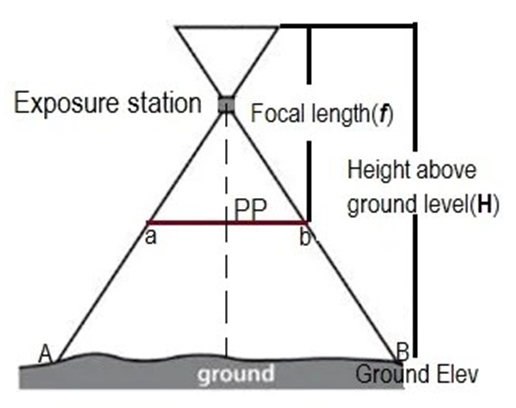 Exposure station
Focal length(f)
Height above
ground level(H)
PP
a
b
A
B
ground
Ground Elev